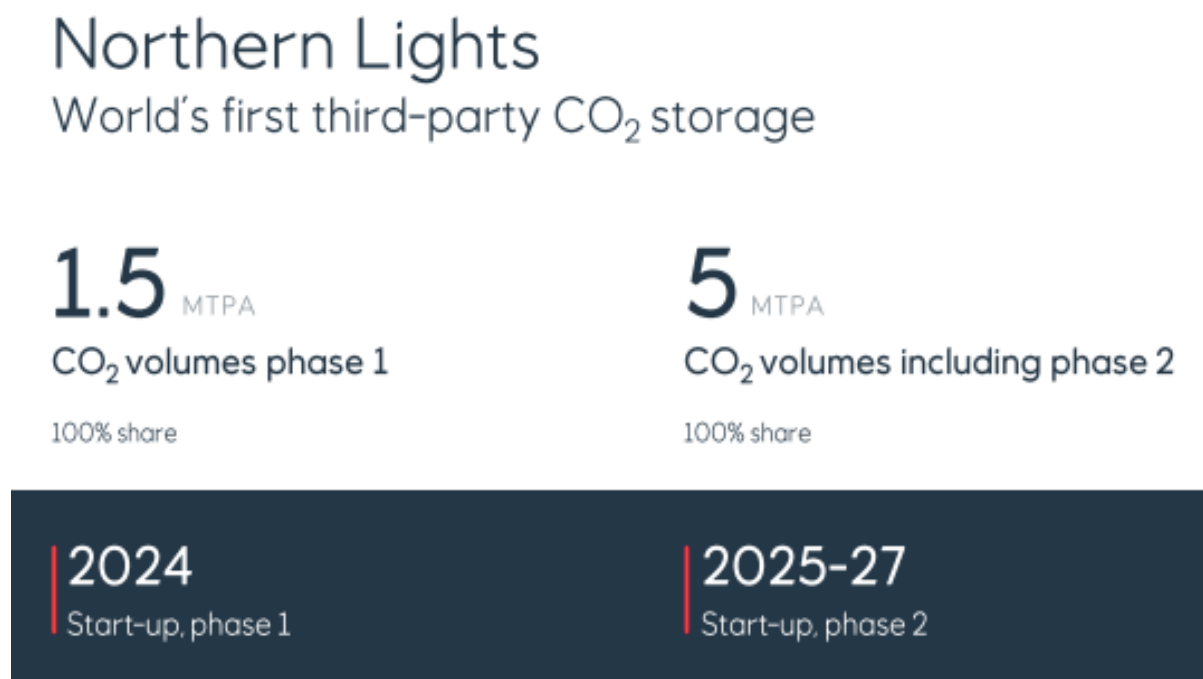 Northern Lights
World's first third-party CO₂ storage
1.5 MTPA
CO₂ volumes phase 1
100% share
5 MTPA
CO₂ volumes including phase 2
100% share
2024
Start-up, phase 1
2025-27
Start-up, phase 2